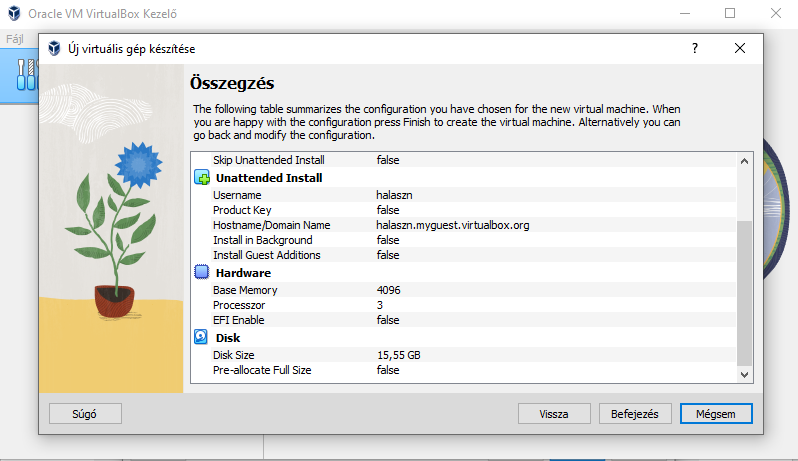 Oracle VM VirtualBox Kezelő
Fájl
Új virtuális gép készítése
Összegzés
The following table summarizes the configuration you have chosen for the new virtual machine. When
you are happy with the configuration press Finish to create the virtual machine. Alternatively you can
go back and modify the configuration.
Skip Unattended Install false
Unattended Install
Username halaszn
Product Key false
Hostname/Domain Name halaszn.myguest.virtualbox.org
Install in Background false
Install Guest Additions false
Hardware
Base Memory 4096
Processzor 3
EFI Enable false
Disk
Disk Size 15,55 GB
Pre-allocate Full Size false
Súgó
Vissza
Befejezés
Mégsem